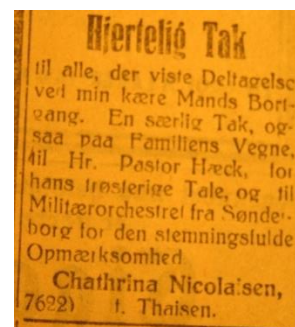 Hjertelig Tak
til alle, der viste Deltagelse
ved min kære Mands Bort-
gang. En særlig Tak, og-
saa paa Familiens Vegne,
til Hr. Pastor Hæck, for
hans trøsterige Tale, og til
Militærorchestret fra Sønder-
borg for den stemningsfulde
Opmærksomhed
Chathrina Nicolaisen,
7622) f. Thaisen.